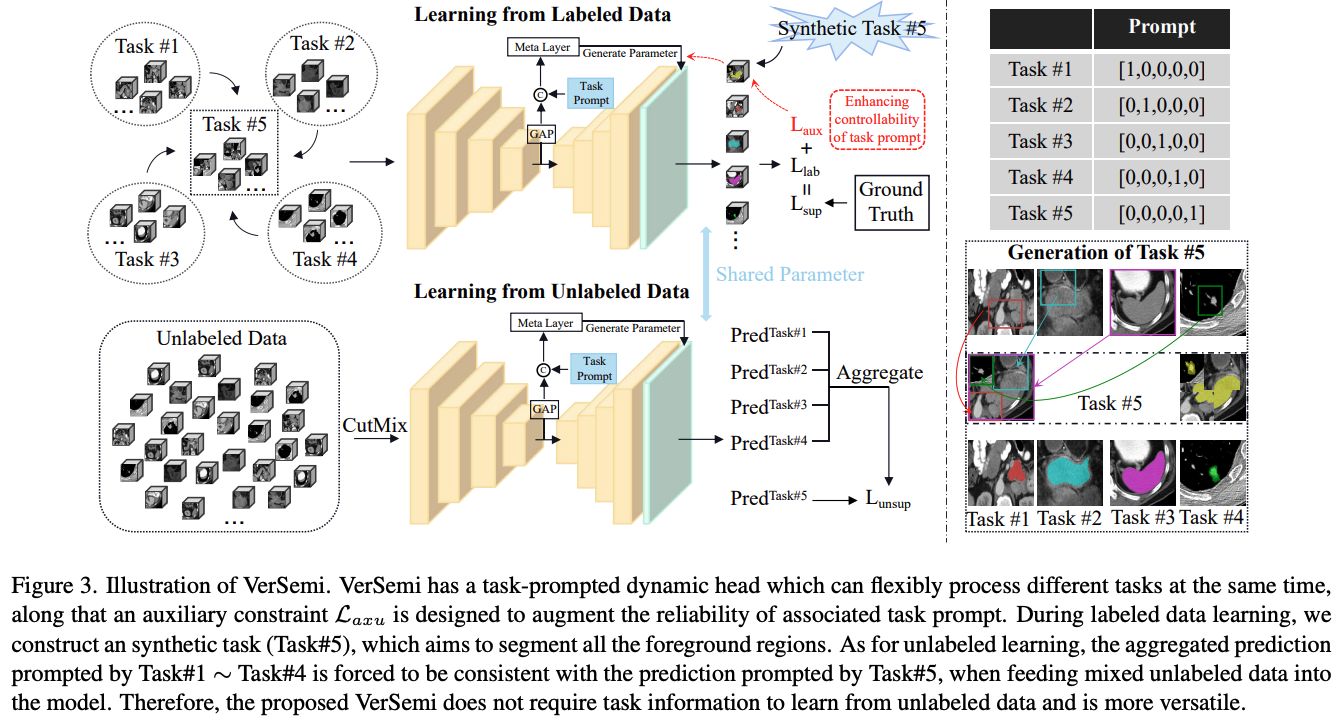 Learning from Labeled Data
Task #1
Task #2
Task #5
...
...
...
Task #3
...
Task #4
...
Meta Layer
Generate Parameter
C
Task
Prompt
GAP
Synthetic Task #5
Enhancing
controllability
of task prompt
L_aux
+
L_lab
=
L_sup
Ground
Truth
⋮
Shared Parameter
Learning from Unlabeled Data
Unlabeled Data
...
CutMix
Meta Layer
Generate Parameter
C
Task
Prompt
GAP
Pred^Task#1
Pred^Task#2
Pred^Task#3
Pred^Task#4
Aggregate
Pred^Task#5
L_unsup
Prompt
Task #1 [1,0,0,0,0]
Task #2 [0,1,0,0,0]
Task #3 [0,0,1,0,0]
Task #4 [0,0,0,1,0]
Task #5 [0,0,0,0,1]
Generation of Task #5
Task #5
Task #1 Task #2 Task #3 Task #4
Figure 3. Illustration of VerSemi. VerSemi has a task-prompted dynamic head which can flexibly process different tasks at the same time,
along that an auxiliary constraint L_axu is designed to augment the reliability of associated task prompt. During labeled data learning, we
construct an synthetic task (Task#5), which aims to segment all the foreground regions. As for unlabeled learning, the aggregated prediction
prompted by Task#1 ∼ Task#4 is forced to be consistent with the prediction prompted by Task#5, when feeding mixed unlabeled data into
the model. Therefore, the proposed VerSemi does not require task information to learn from unlabeled data and is more versatile.